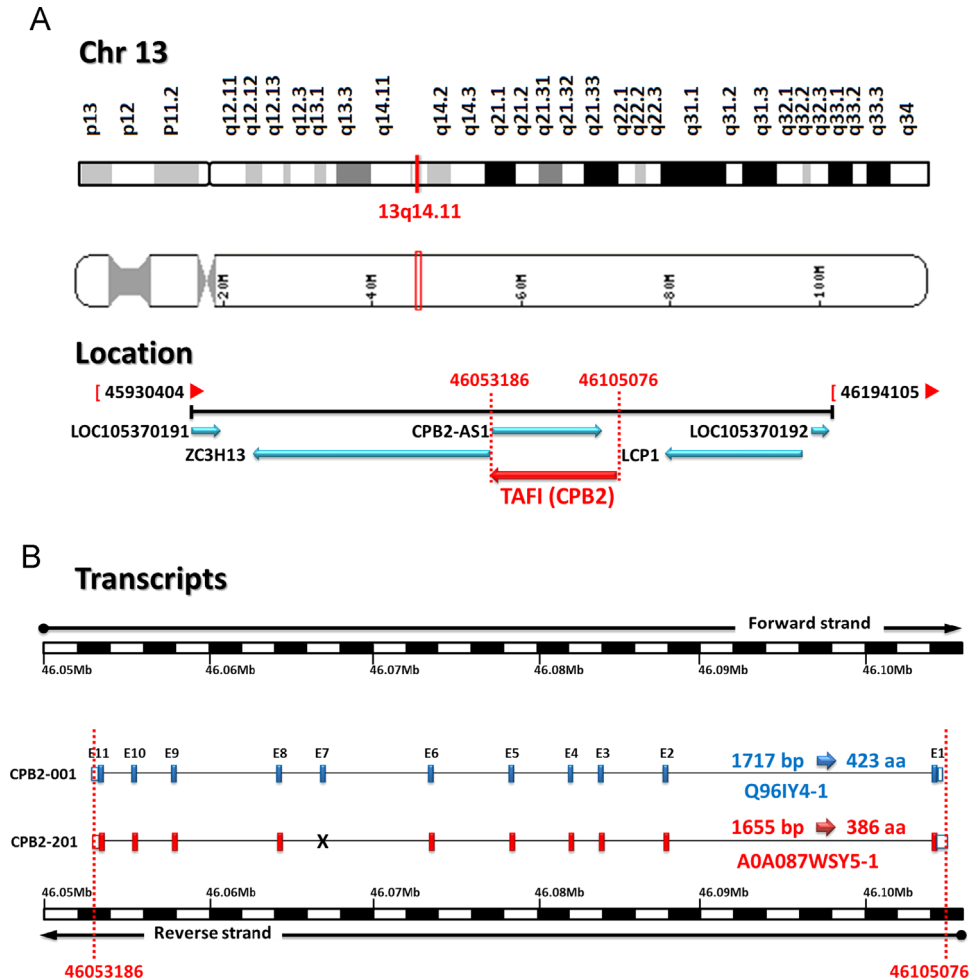 A
Chr 13
p13 p12 P11.2 q12.11 q12.12 q12.13 q12.3 q13.1 q13.3 q14.11 q14.2 q14.3 q21.1 q21.2 q21.31 q21.32 q21.33 q22.1 q22.2 q22.3 q31.1 q31.2 q31.3 q32.1 q32.2 q32.3 q33.1 q33.2 q33.3 q34
13q14.11
20M 40M 60M 80M 100M
Location
46053186 46105076
[ 45930404 [ 46194105
LOC105370191 CPB2-AS1 LOC105370192
ZC3H13 LCP1
TAFI (CPB2)
B
Transcripts
Forward strand
46.05Mb 46.06Mb 46.07Mb 46.08Mb 46.09Mb 46.10Mb
E11 E10 E9 E8 E7 E6 E5 E4 E3 E2 E1
CPB2-001 1717 bp 423 aa
Q96IY4-1
CPB2-201 X 1655 bp 386 aa
A0A087WSY5-1
46.05Mb 46.06Mb 46.07Mb 46.08Mb 46.09Mb 46.10Mb
Reverse strand
46053186 46105076